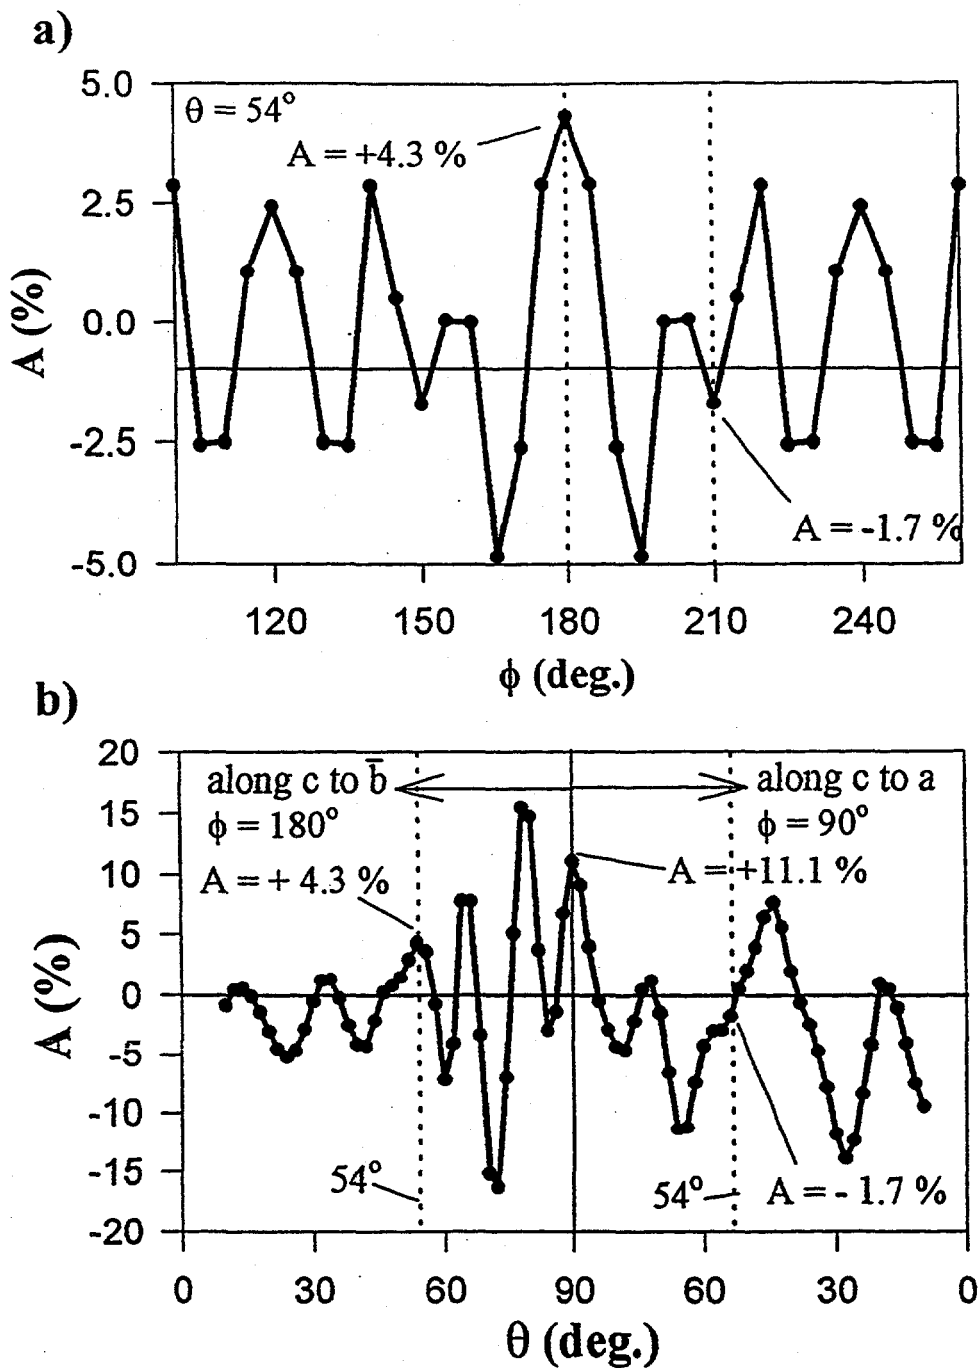 a)
5.0
θ = 54°
A = +4.3 %
2.5
A (%)
0.0
-2.5
A = -1.7 %
-5.0
120 150 180 210 240
ϕ (deg.)
b)
20
along c to b̄
along c to a
15
ϕ = 180°
ϕ = 90°
10
A = + 4.3 %
A = +11.1 %
5
A (%)
0
-5
-10
-15
54°
54°
A = - 1.7 %
-20
0 30 60 90 60 30 0
θ (deg.)